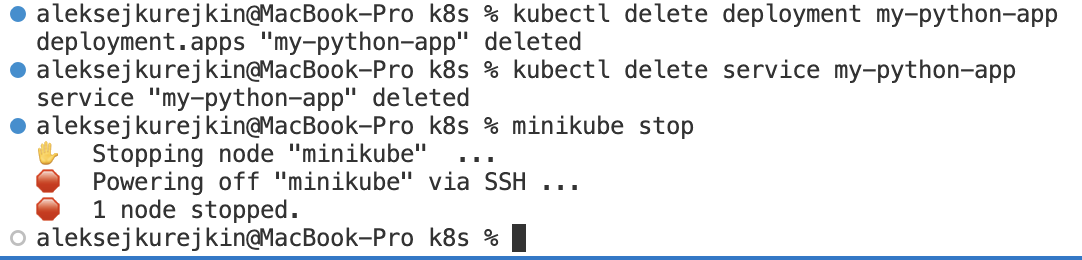 aleksejkurejkin@MacBook-Pro k8s % kubectl delete deployment my-python-app
deployment.apps "my-python-app" deleted
aleksejkurejkin@MacBook-Pro k8s % kubectl delete service my-python-app
service "my-python-app" deleted
aleksejkurejkin@MacBook-Pro k8s % minikube stop
✋  Stopping node "minikube"  ...
🛑  Powering off "minikube" via SSH ...
🛑  1 node stopped.
aleksejkurejkin@MacBook-Pro k8s %